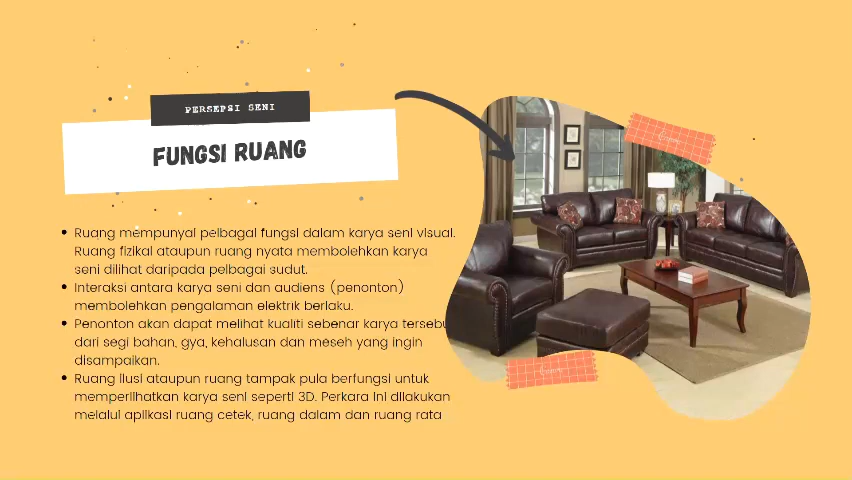 PERSEPSI SENI
FUNGSI RUANG
Ruang mempunyai pelbagai fungsi dalam karya seni visual.
Ruang fizikal ataupun ruang nyata membolehkan karya
seni dilihat daripada pelbagai sudut.
Interaksi antara karya seni dan audiens (penonton)
membolehkan pengalaman elektrik berlaku.
Penonton akan dapat melihat kualiti sebenar karya tersebu
dari segi bahan, gya, kehalusan dan meseh yang ingin
disampaikan.
Ruang ilusi ataupun ruang tampak pula berfungsi untuk
memperlihatkan karya seni seperti 3D. Perkara ini dilakukan
melalui aplikasi ruang cetek, ruang dalam dan ruang rata